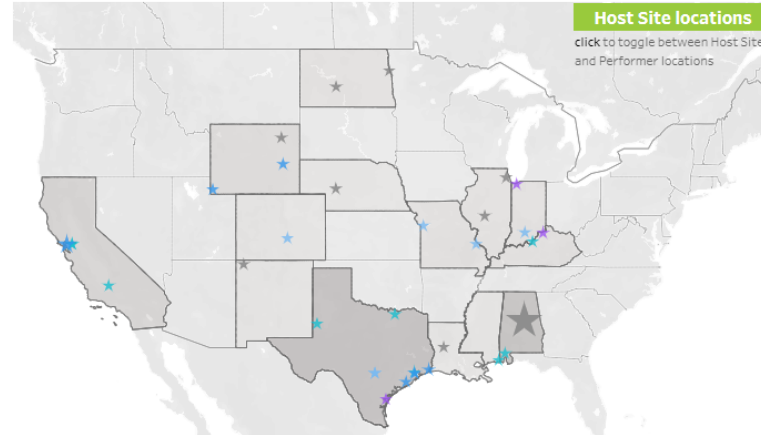 Host Site locations
click to toggle between Host Site
and Performer locations